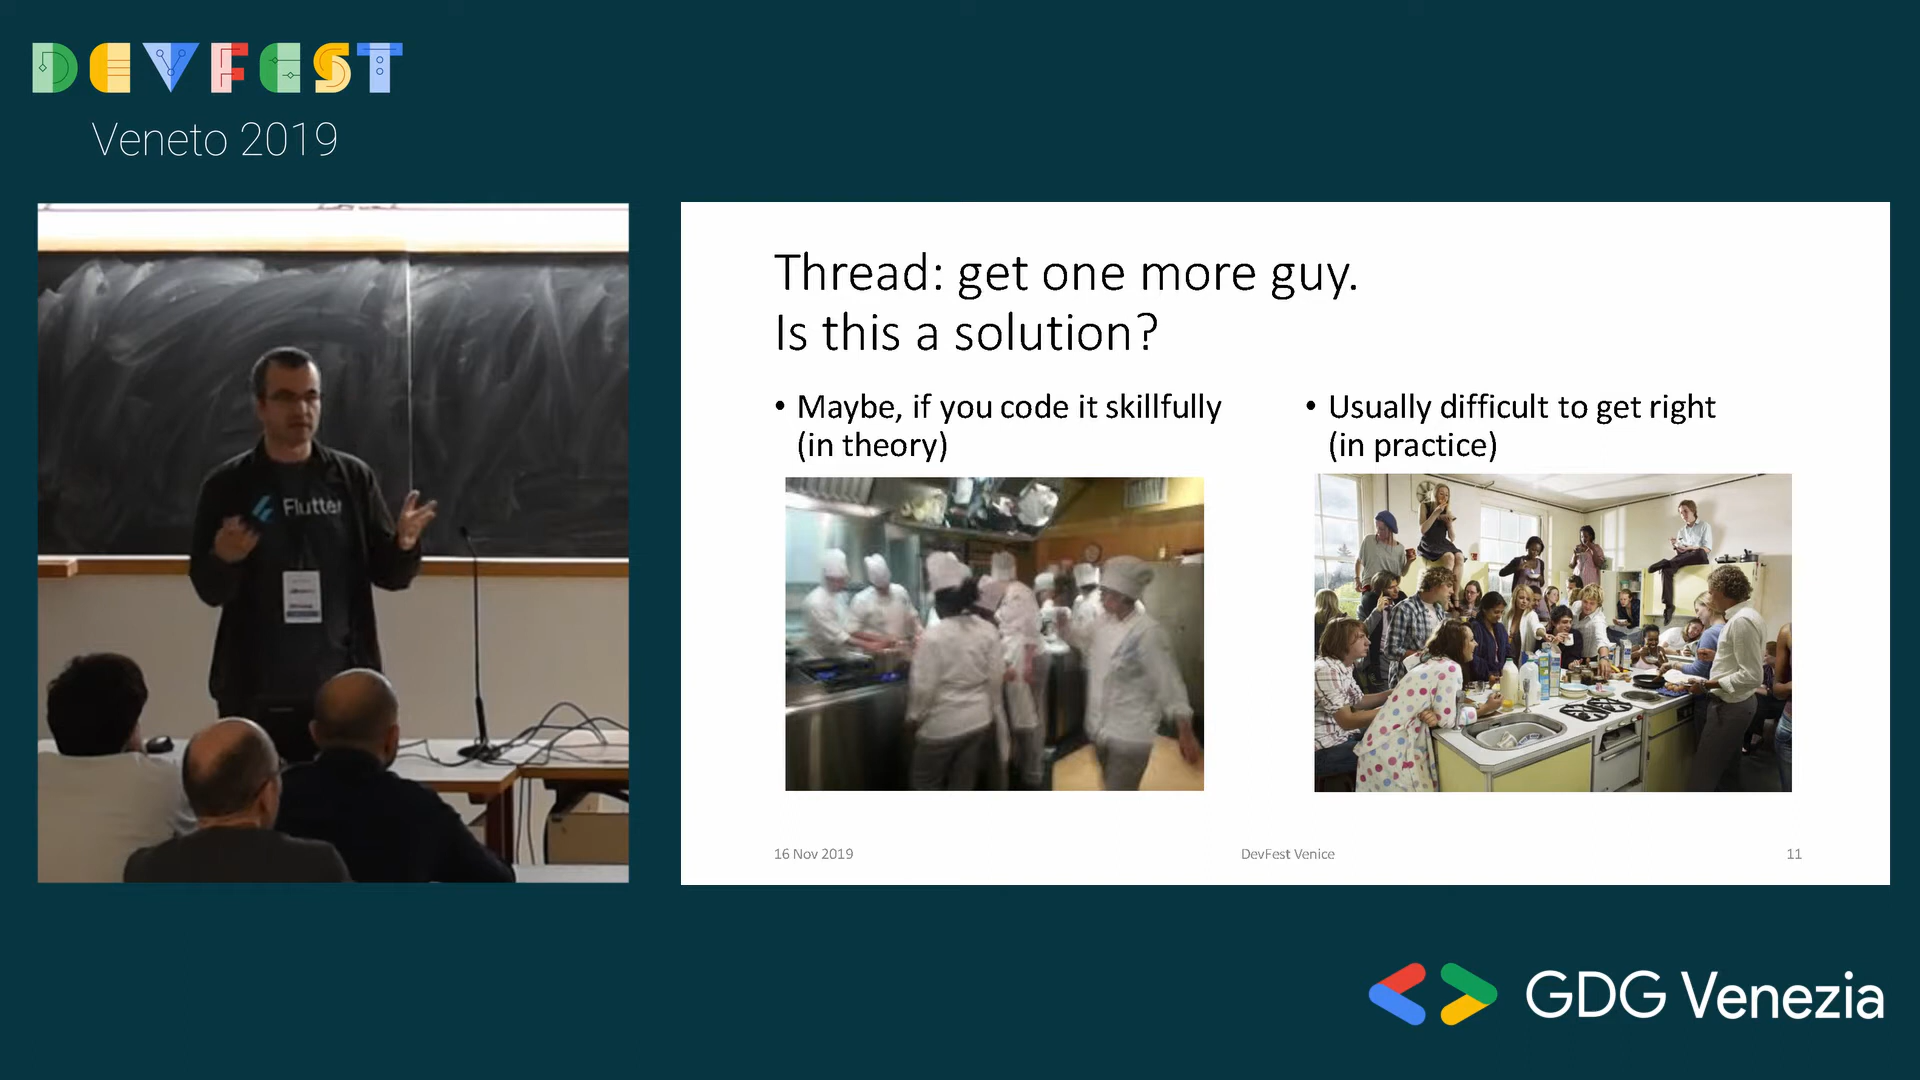 DEVFEST
Veneto 2019
Flutter
Thread: get one more guy.
Is this a solution?
• Maybe, if you code it skillfully
(in theory)
• Usually difficult to get right
(in practice)
16 Nov 2019
DevFest Venice
11
GDG Venezia